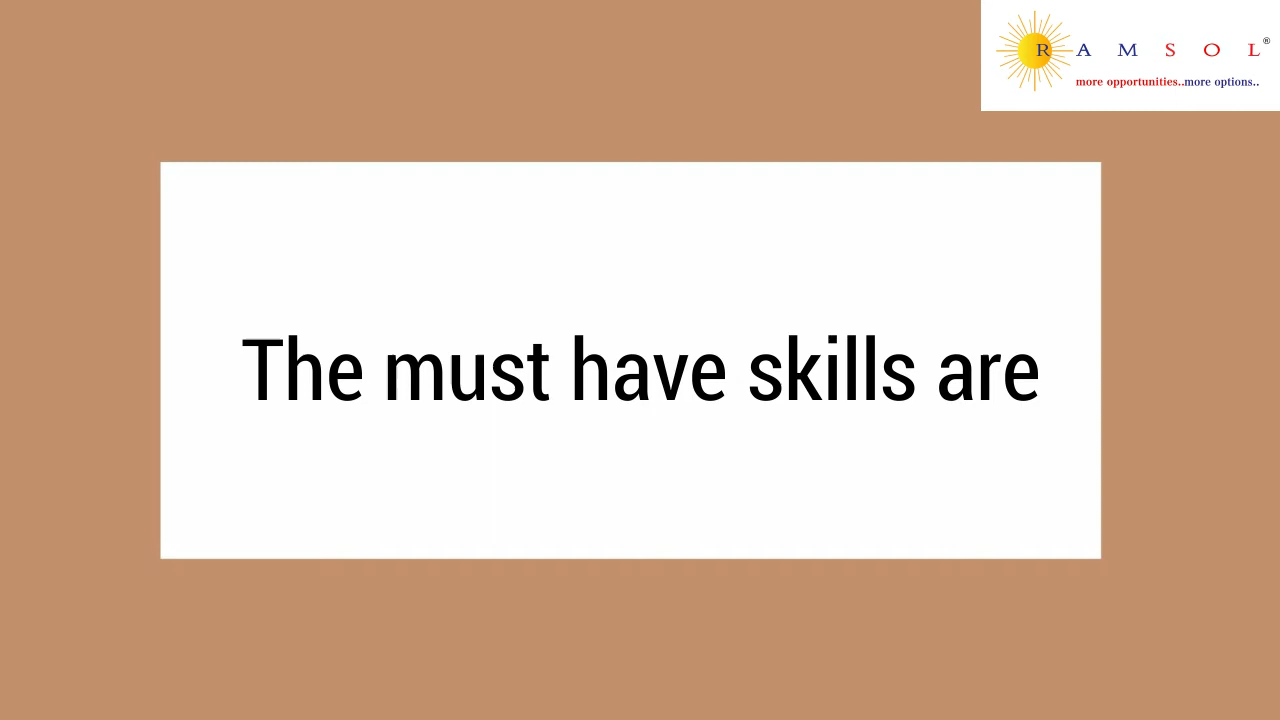 R A M S O L ®
more opportunities..more options..
The must have skills are